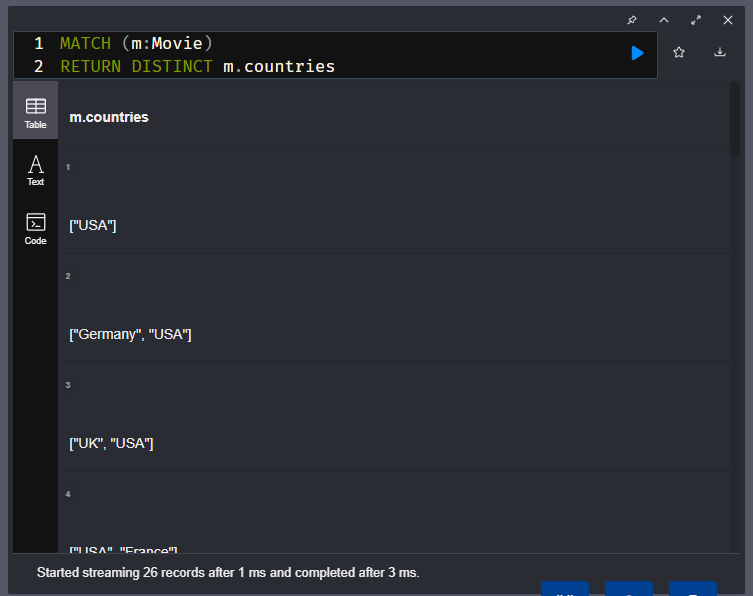 1 MATCH (m:Movie)
2 RETURN DISTINCT m.countries
Table
m.countries
1
Text
["USA"]
Code
2
["Germany", "USA"]
3
["UK", "USA"]
4
["USA", "France"]
Started streaming 26 records after 1 ms and completed after 3 ms.